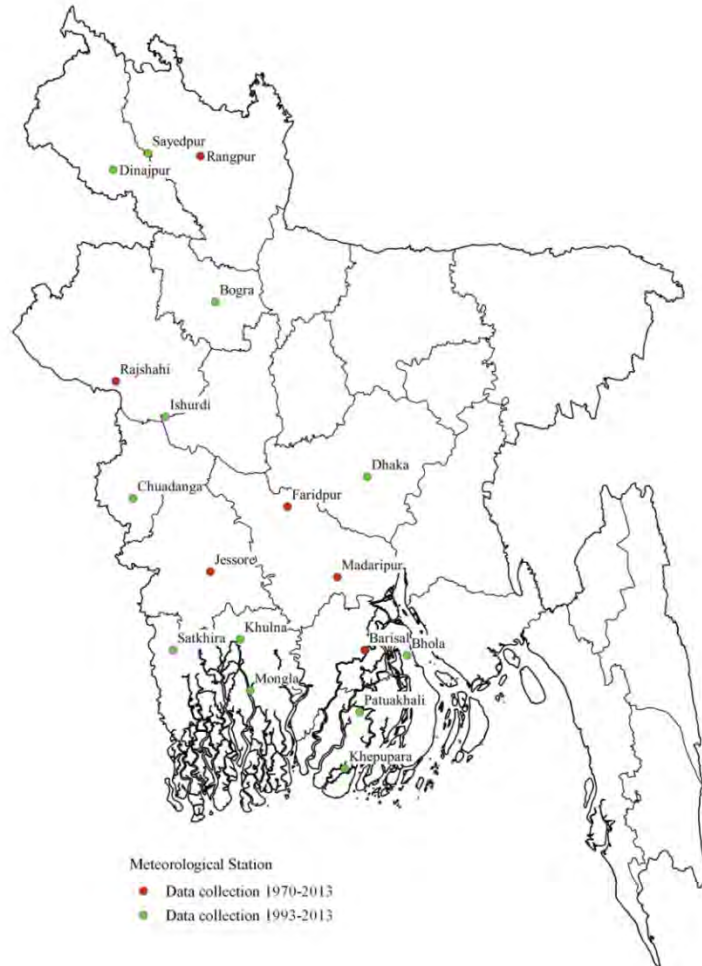 Sayedpur
Rangpur
Dinajpur
Bogra
Rajshahi
Ishurdi
Dhaka
Chuadanga
Faridpur
Jessore
Madaripur
Khulna
Satkhira
Barisal
Bhola
Mongla
Patuakhali
Khepupara
Meteorological Station
Data collection 1970-2013
Data collection 1993-2013